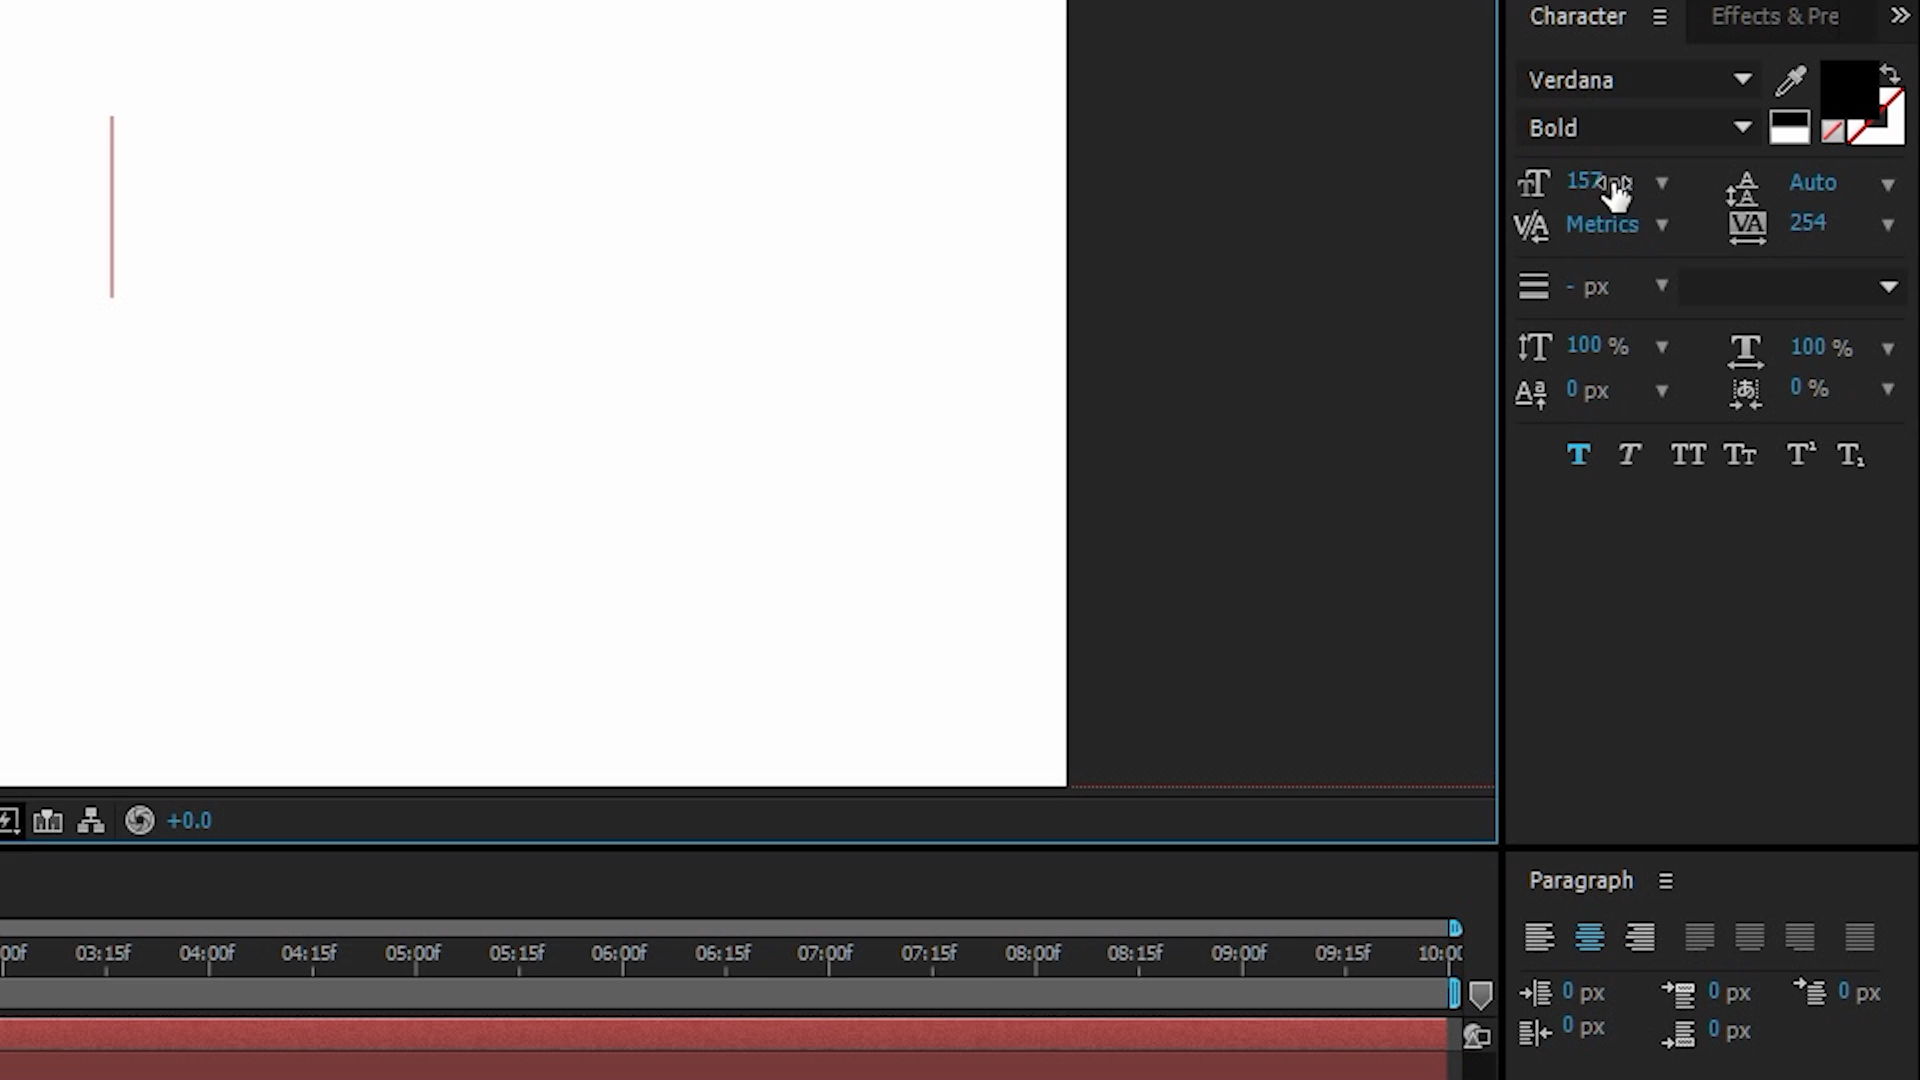 Character Effects & Pre
Verdana
Bold
157 Auto
Metrics 254
- px
100 % 100 %
0 px 0 %
+0.0
Paragraph
00f 03:15f 04:00f 04:15f 05:00f 05:15f 06:00f 06:15f 07:00f 07:15f 08:00f 08:15f 09:00f 09:15f 10:00
0 px 0 px 0 px
0 px 0 px